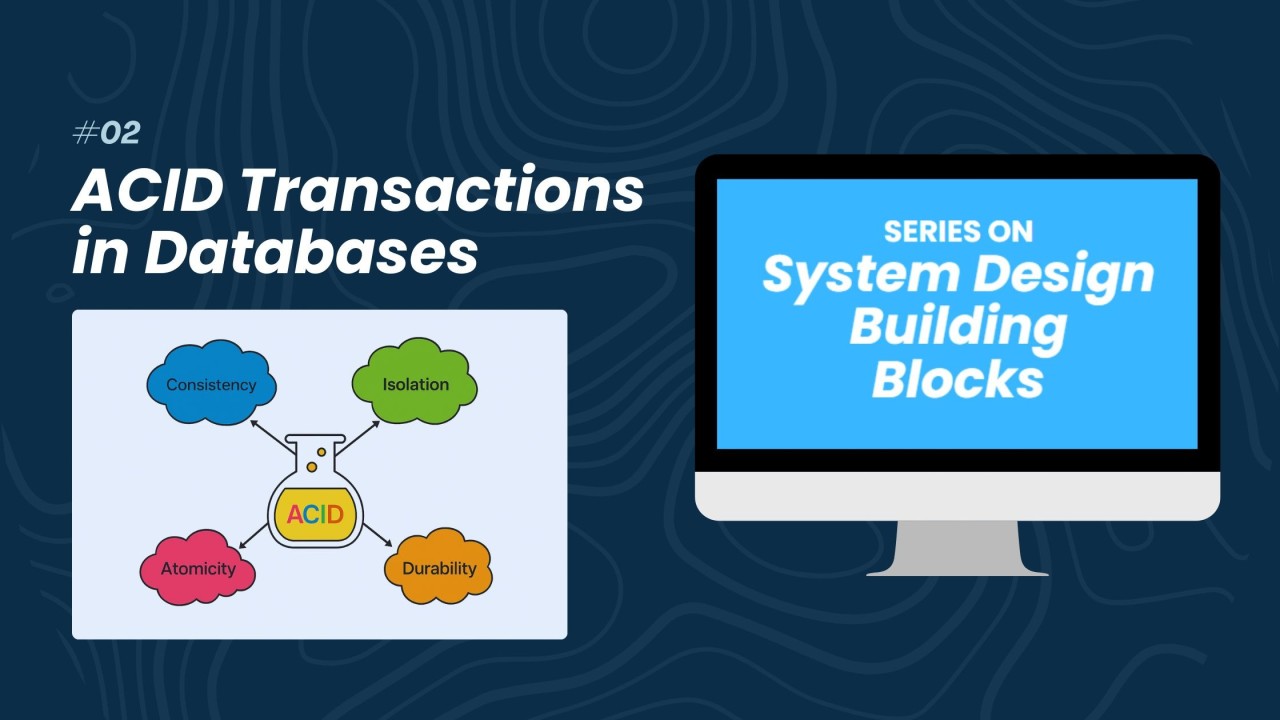 #02
ACID Transactions
in Databases
Consistency
Isolation
ACID
Atomicity
Durability
SERIES ON
System Design
Building
Blocks